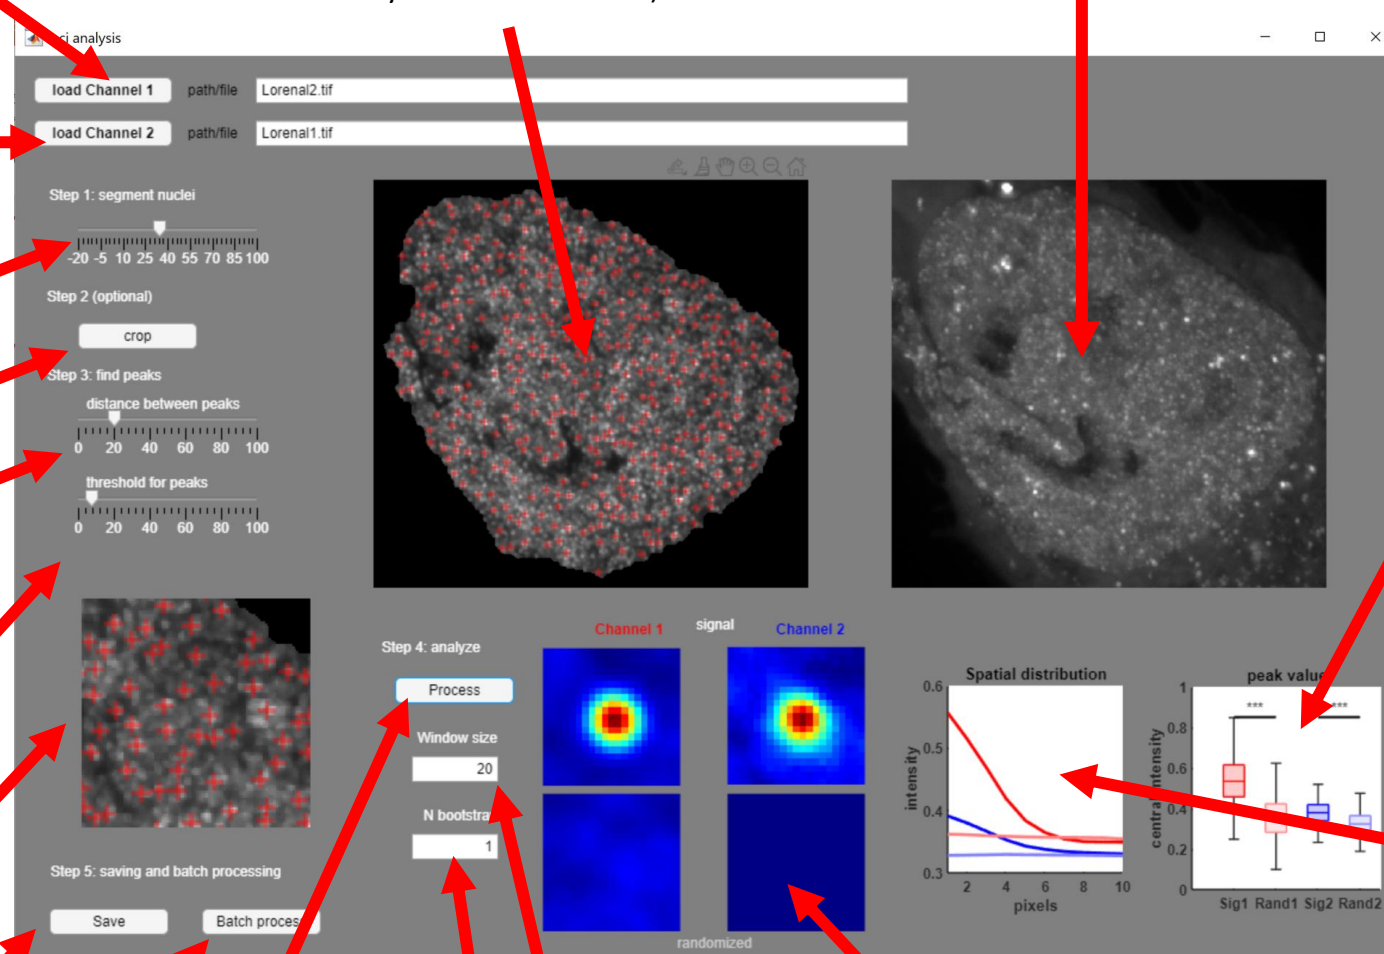 analysis
load Channel 1 path/file Lorenal2.tif
load Channel 2 path/file Lorenal1.tif
Step 1: segment nuclei
-20 -5 10 25 40 55 70 85 100
Step 2 (optional)
crop
Step 3: find peaks
distance between peaks
0 20 40 60 80 100
threshold for peaks
0 20 40 60 80 100
signal
Channel 1 Channel 2
Step 4: analyze
Process
Window size
20
N bootstra
1
randomized
Spatial distribution
0.6
0.5
0.4
0.3
intensity
2 4 6 8 10
pixels
peak value
1
0.8
0.6
0.4
0.2
0
central intensity
*** ***
Sig1 Rand1 Sig2 Rand2
Step 5: saving and batch processing
Save Batch process